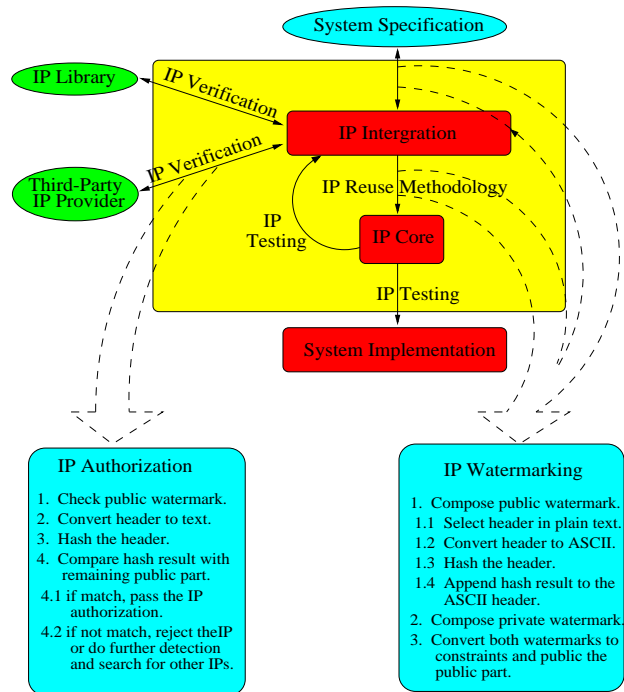 System Specification
IP Library
IP Verification
IP Intergration
IP Verification
Third-Party
IP Provider
IP Reuse Methodology
IP
Testing
IP Core
IP Testing
System Implementation
IP Authorization
1. Check public watermark.
2. Convert header to text.
3. Hash the header.
4. Compare hash result with
remaining public part.
4.1 if match, pass the IP
authorization.
4.2 if not match, reject theIP
or do further detection
and search for other IPs.
IP Watermarking
1. Compose public watermark.
1.1 Select header in plain text.
1.2 Convert header to ASCII.
1.3 Hash the header.
1.4 Append hash result to the
ASCII header.
2. Compose private watermark.
3. Convert both watermarks to
constraints and public the
public part.